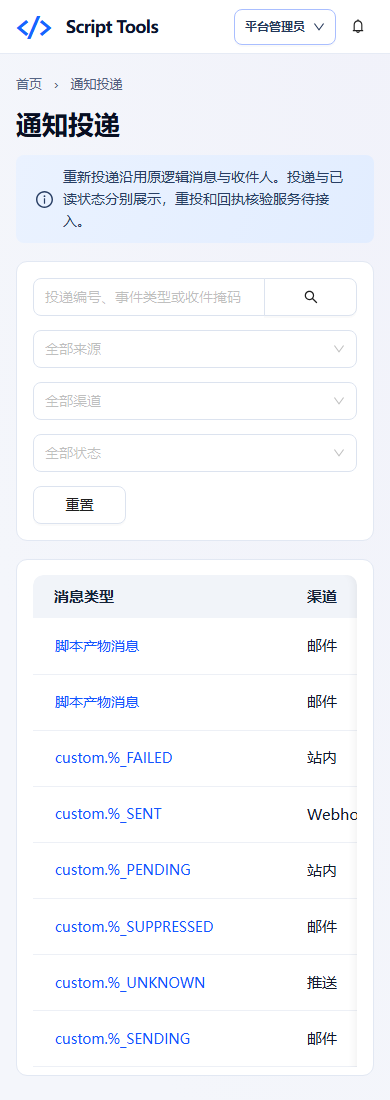 </> Script Tools
平台管理员
首页 › 通知投递
通知投递
重新投递沿用原逻辑消息与收件人。投递与已
读状态分别展示，重投和回执核验服务待接
入。
投递编号、事件类型或收件掩码
全部来源
全部渠道
全部状态
重置
消息类型 渠道
脚本产物消息 邮件
脚本产物消息 邮件
custom.%_FAILED 站内
custom.%_SENT Webho
custom.%_PENDING 站内
custom.%_SUPPRESSED 邮件
custom.%_UNKNOWN 推送
custom.%_SENDING 邮件